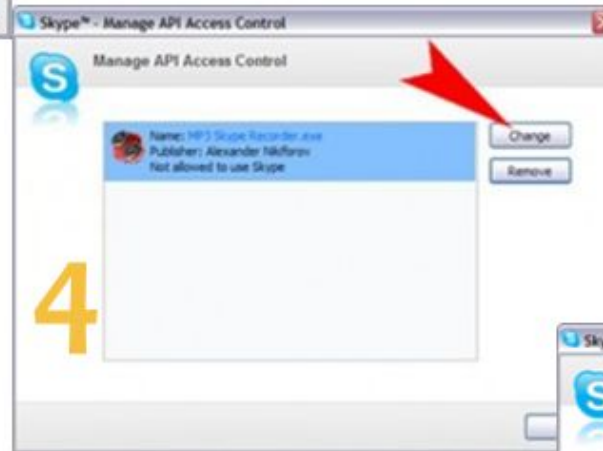 Skype™ - Manage API Access Control
Manage API Access Control
Name: MP3 Skype Recorder.exe
Publisher: Alexander Nikiforov
Not allowed to use Skype
Change
Remove
4
Sky